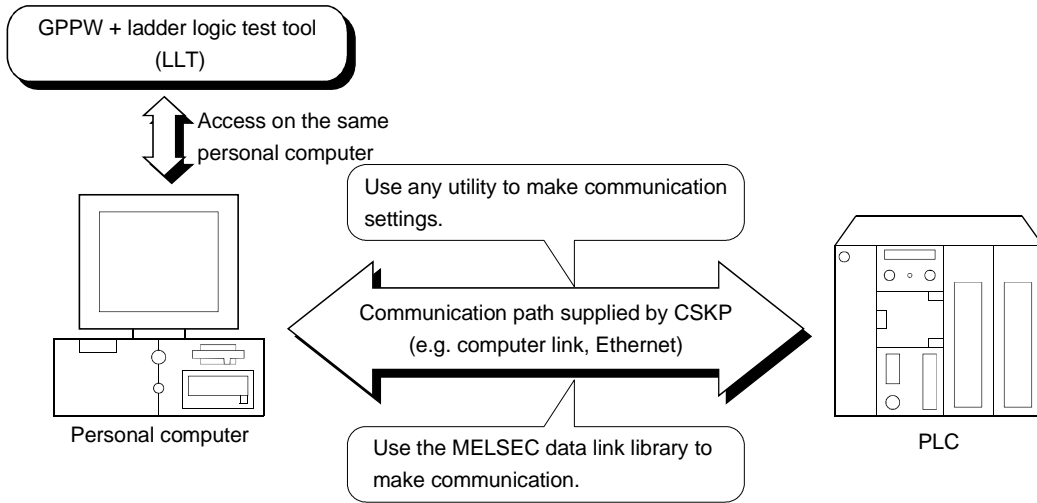 GPPW + ladder logic test tool
(LLT)
Access on the same
personal computer
Use any utility to make communication
settings.
Communication path supplied by CSKP
(e.g. computer link, Ethernet)
Personal computer
PLC
Use the MELSEC data link library to
make communication.